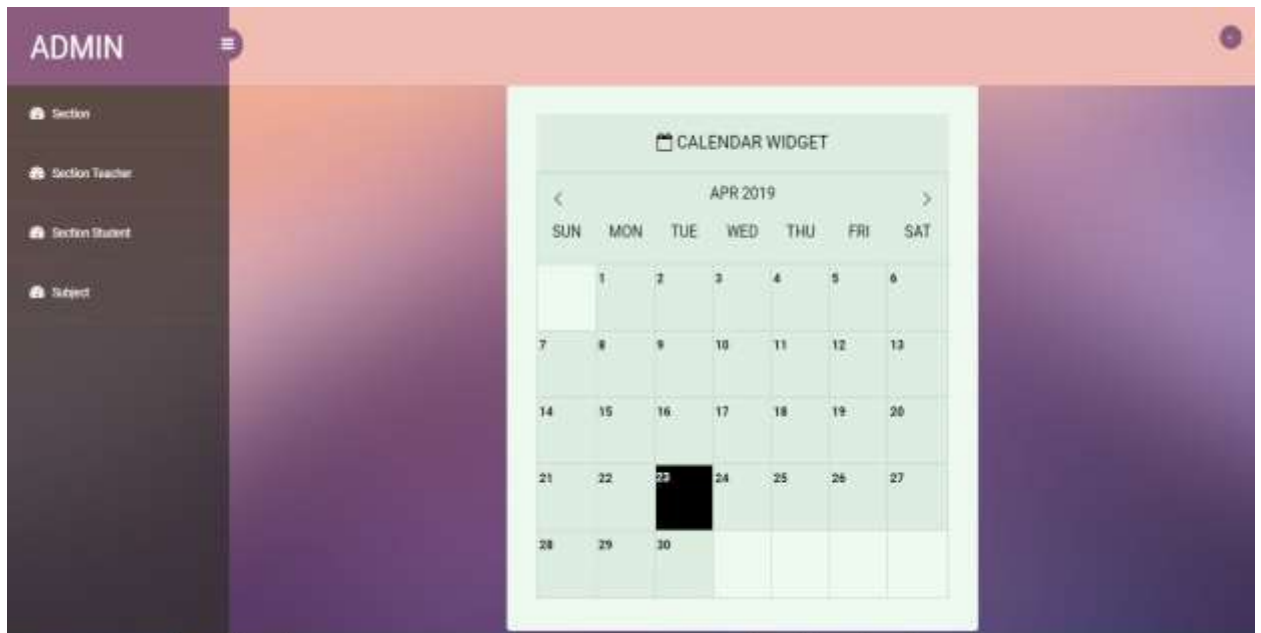 ADMIN
Section
Section Teacher
Section Student
Subject
CALENDAR WIDGET
APR 2019
SUN MON TUE WED THU FRI SAT
1 2 3 4 5 6
7 8 9 10 11 12 13
14 15 16 17 18 19 20
21 22 23 24 25 26 27
28 29 30